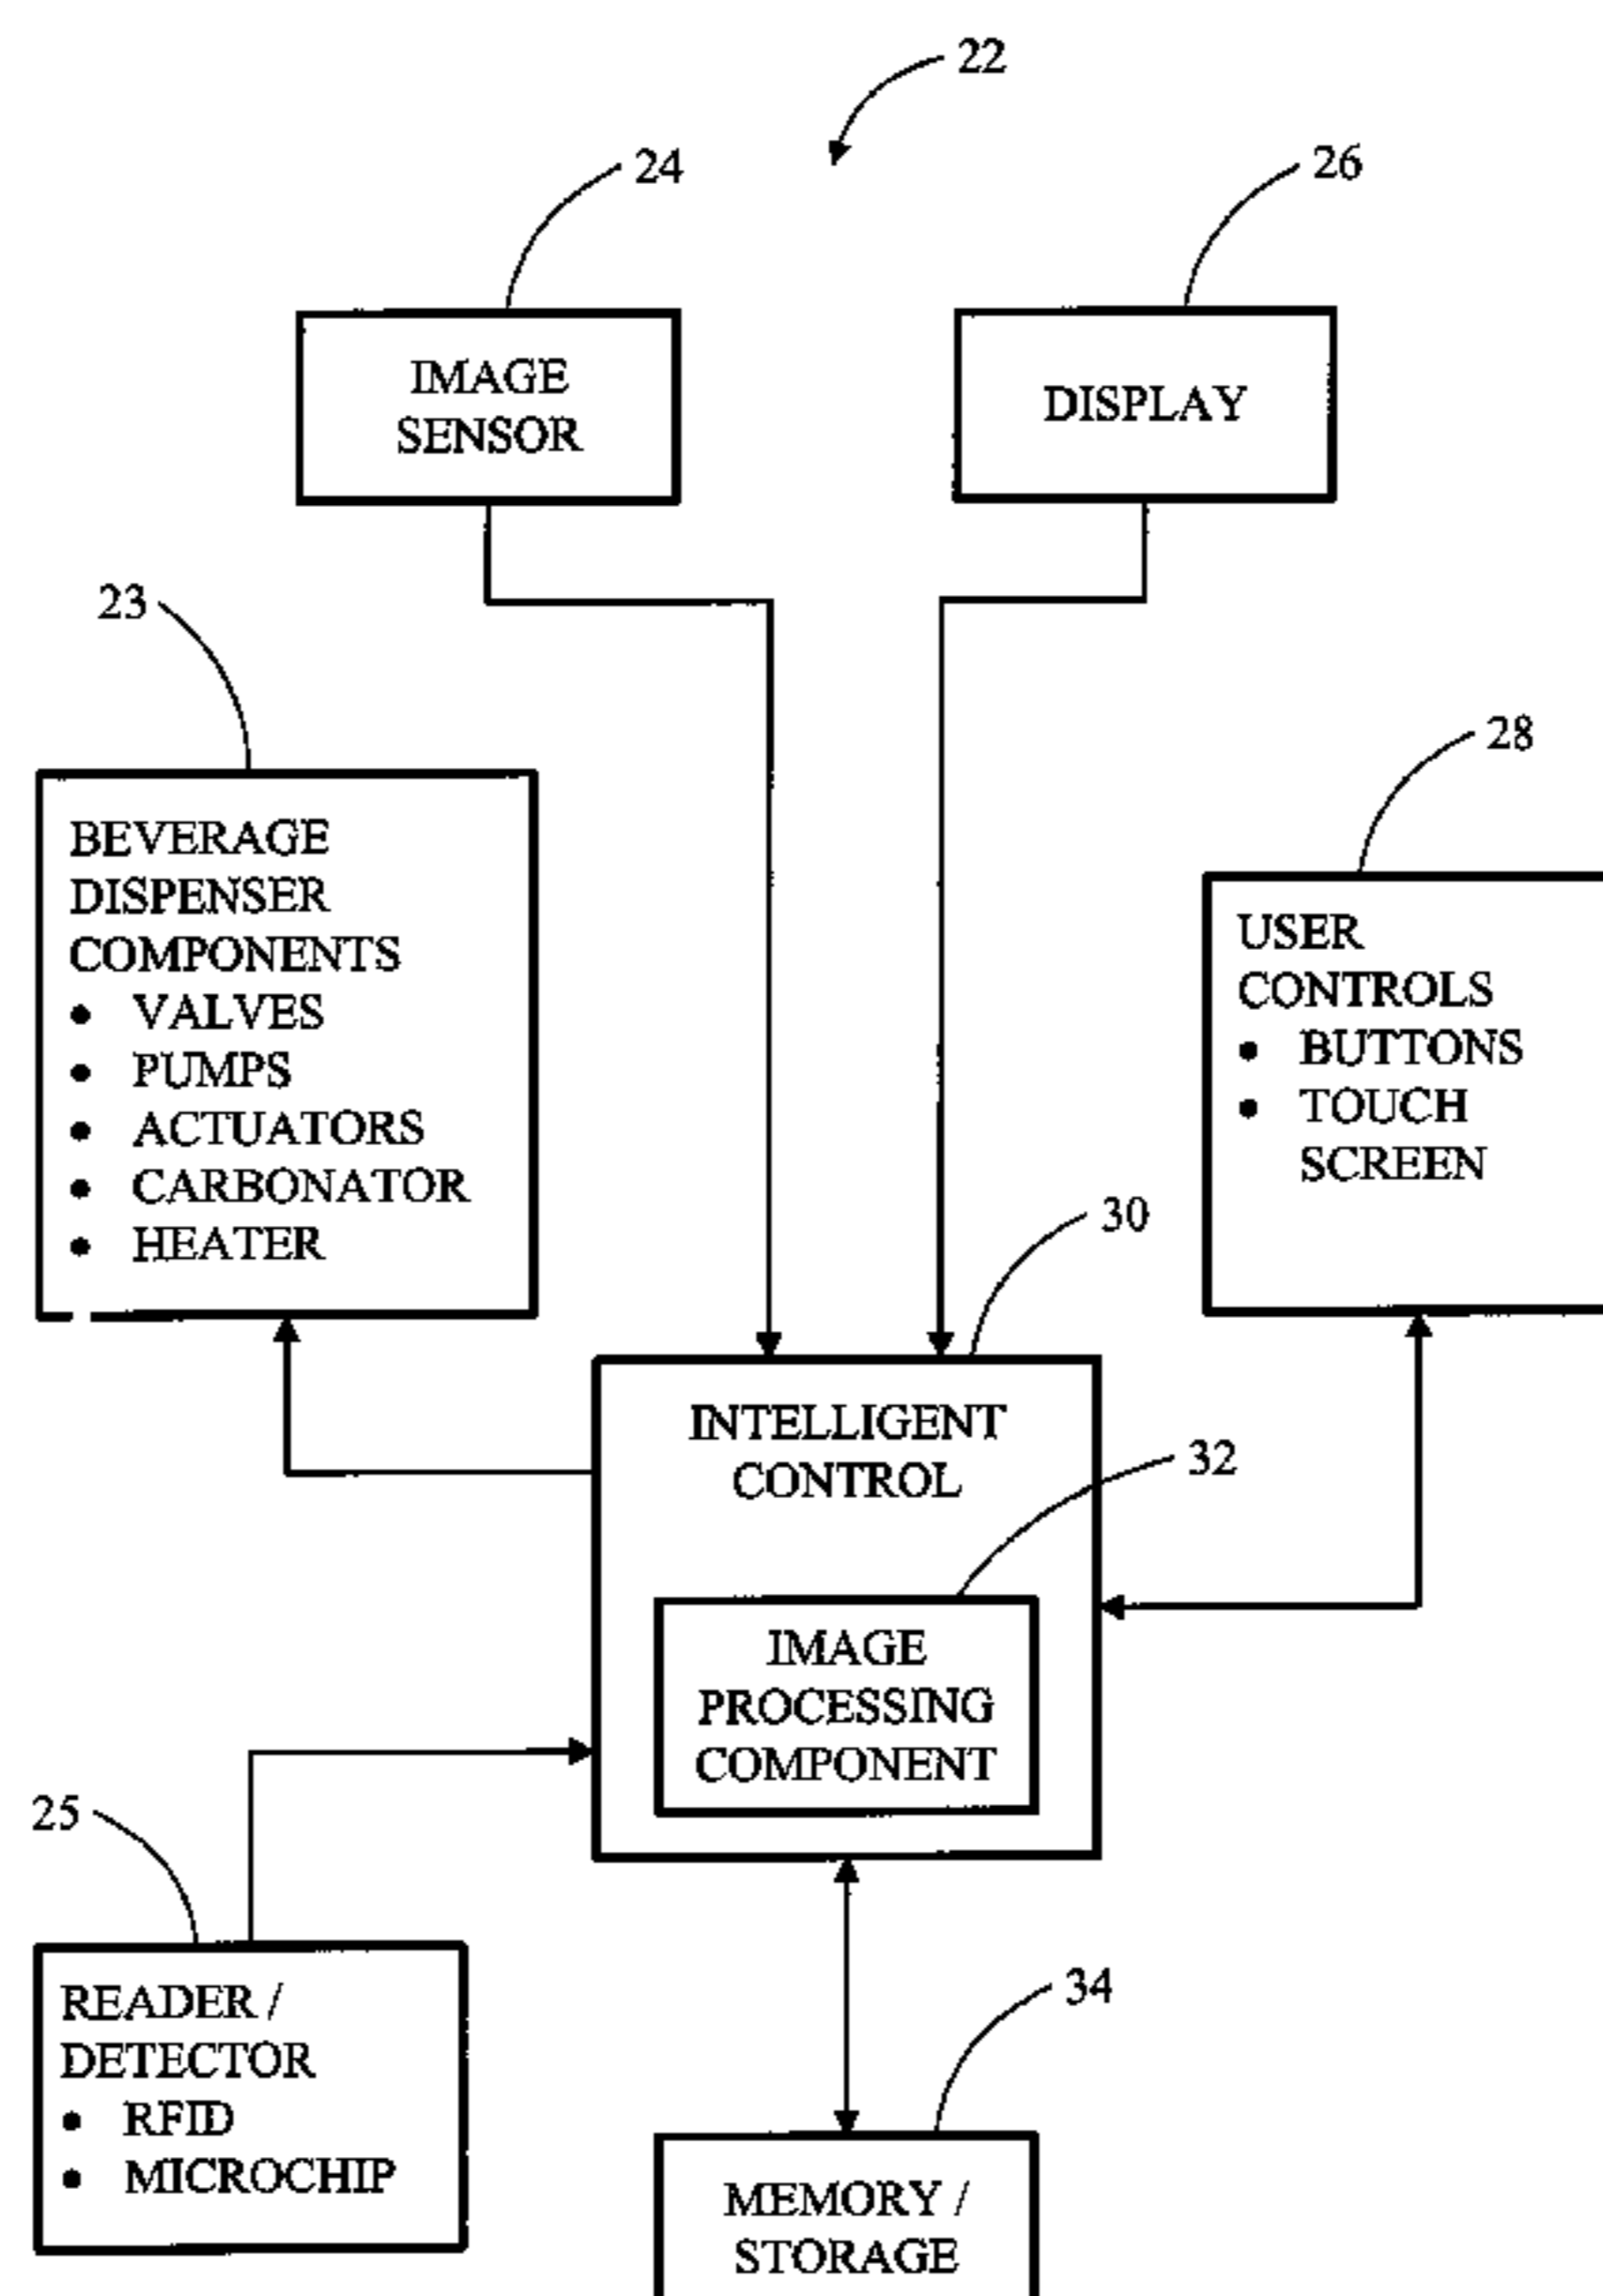 22
24
26
IMAGE
SENSOR
DISPLAY
23
28
BEVERAGE
DISPENSER
COMPONENTS
• VALVES
• PUMPS
• ACTUATORS
• CARBONATOR
• HEATER
USER
CONTROLS
• BUTTONS
• TOUCH
SCREEN
30
INTELLIGENT
CONTROL
32
IMAGE
PROCESSING
COMPONENT
25
READER /
DETECTOR
• RFID
• MICROCHIP
34
MEMORY /
STORAGE